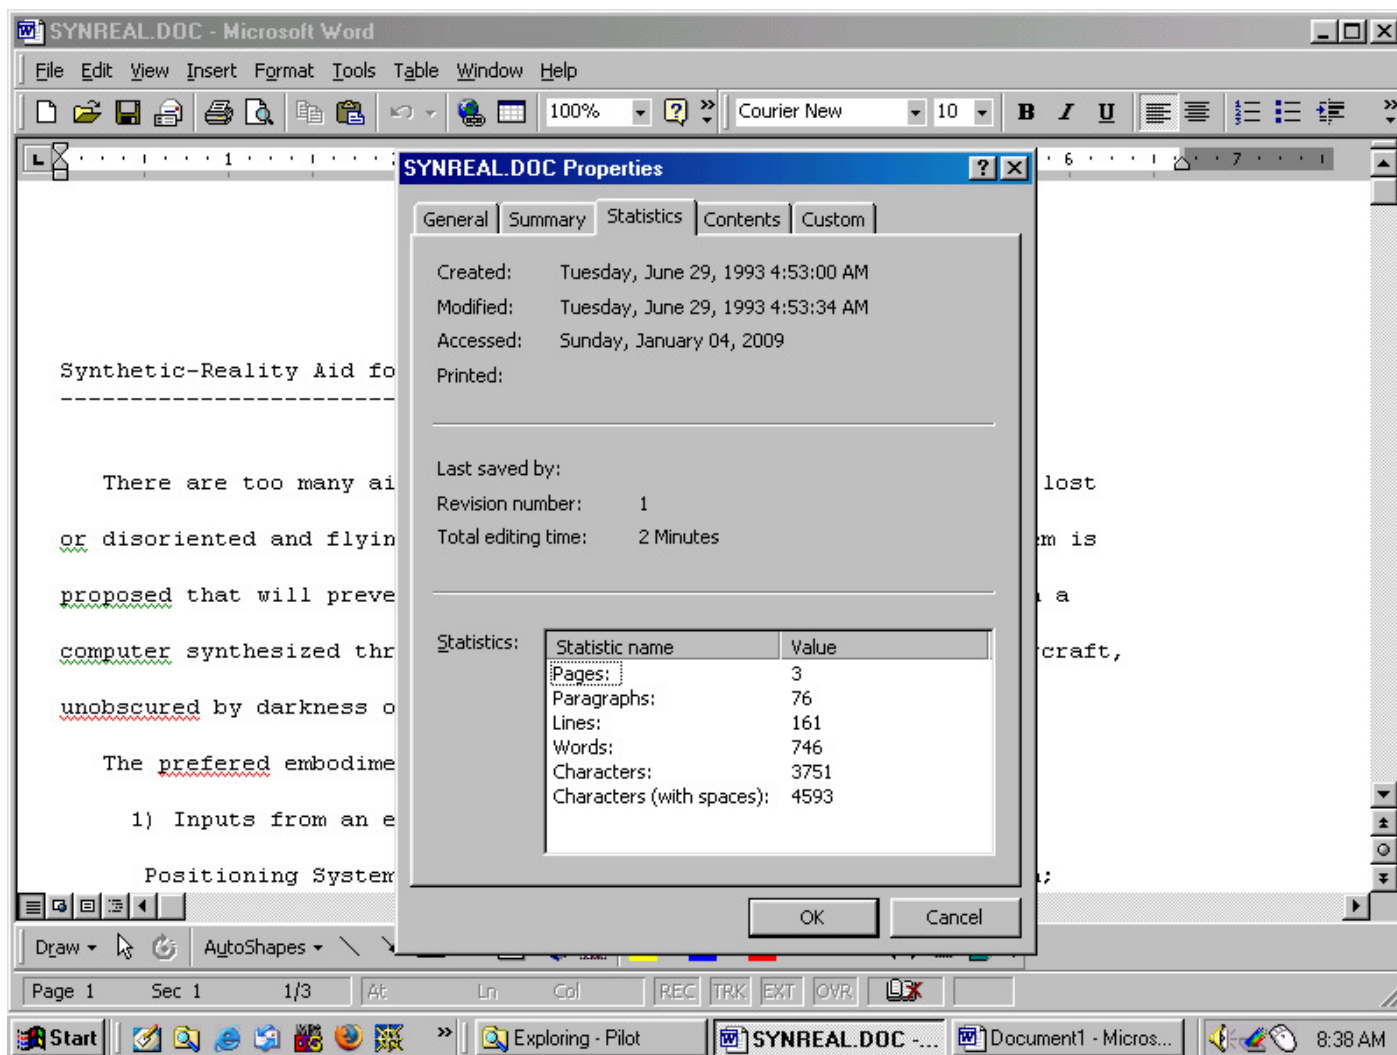 SYNREAL.DOC - Microsoft Word
File Edit View Insert Format Tools Table Window Help
100% Courier New 10 B I U
1 6 7
SYNREAL.DOC Properties
General Summary Statistics Contents Custom
Created: Tuesday, June 29, 1993 4:53:00 AM
Modified: Tuesday, June 29, 1993 4:53:34 AM
Accessed: Sunday, January 04, 2009
Printed:
Last saved by:
Revision number: 1
Total editing time: 2 Minutes
Statistics:
Statistic name Value
Pages: 3
Paragraphs: 76
Lines: 161
Words: 746
Characters: 3751
Characters (with spaces): 4593
OK Cancel
Synthetic-Reality Aid fo
------------------------
There are too many ai lost
or disoriented and flyin m is
proposed that will preve a
computer synthesized thr craft,
unobscured by darkness o
The prefered embodime
1) Inputs from an e
Positioning System ;
Draw AutoShapes
Page 1 Sec 1 1/3 At Ln Col REC TRK EXT OVR
Start » Exploring - Pilot SYNREAL.DOC -... Document1 - Micros... 8:38 AM